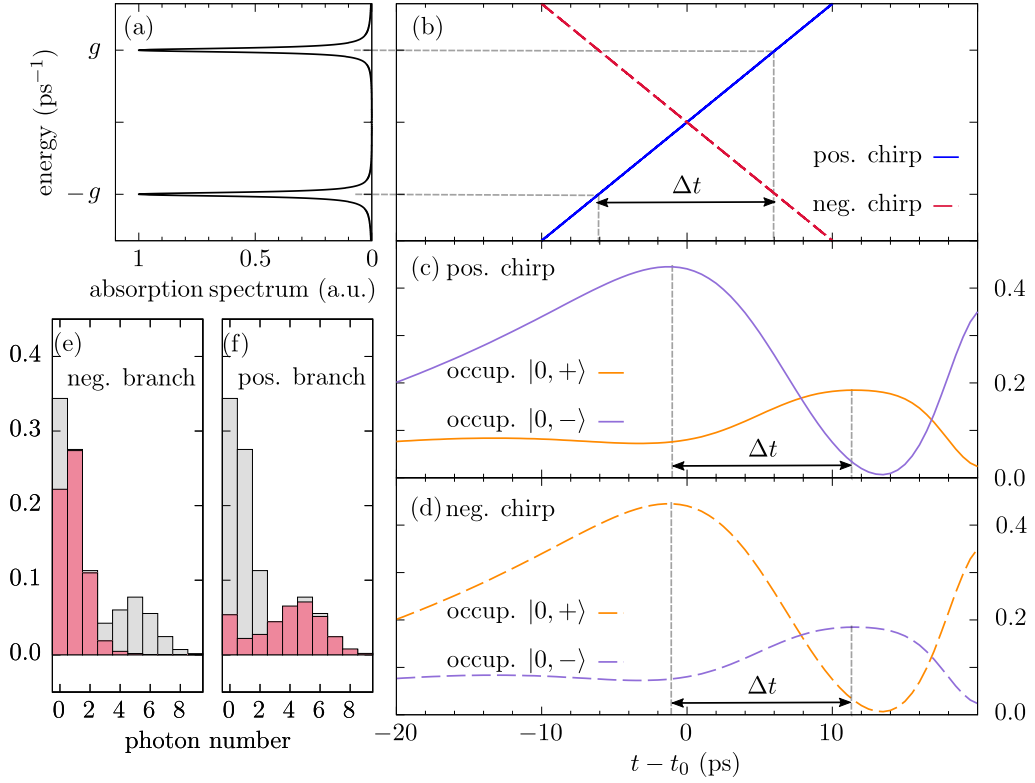 (a)
g
−g
energy (ps⁻¹)
1 0.5 0
absorption spectrum (a.u.)
(b)
pos. chirp
Δt
neg. chirp
(c) pos. chirp
occup. |0, +⟩
occup. |0, −⟩
Δt
0.4
0.2
0.0
(d) neg. chirp
occup. |0, +⟩
occup. |0, −⟩
Δt
0.4
0.2
0.0
−20 −10 0 10
t − t₀ (ps)
(e)
neg. branch
0.4
0.3
0.2
0.1
0.0
0 2 4 6 8
(f)
pos. branch
0 2 4 6 8
photon number